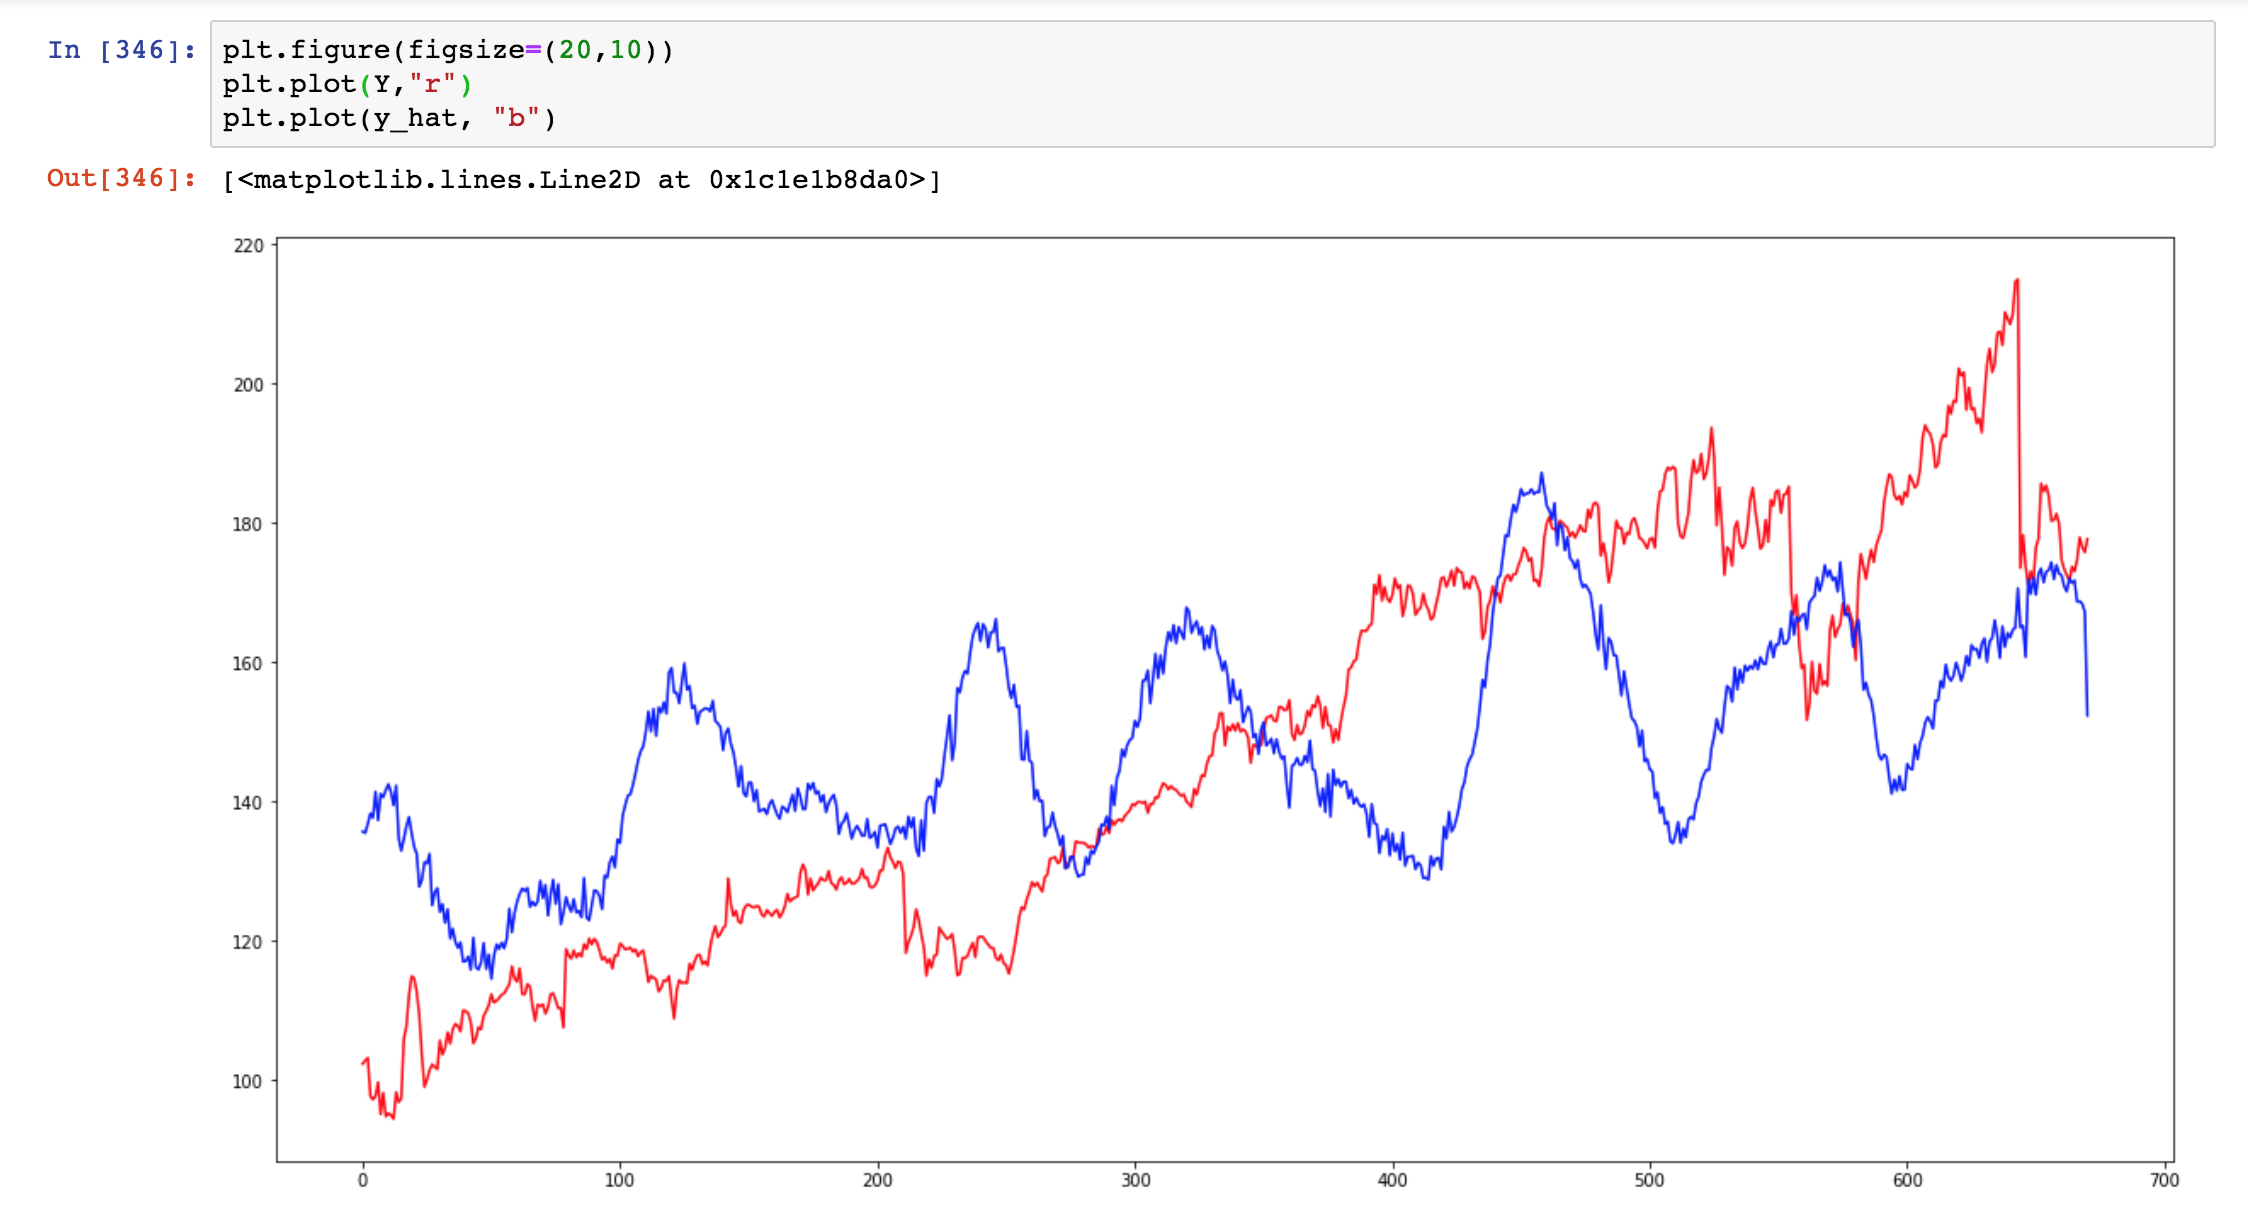 In [346]: plt.figure(figsize=(20,10))
plt.plot(Y,"r")
plt.plot(y_hat, "b")
Out[346]: [<matplotlib.lines.Line2D at 0x1c1e1b8da0>]
220
200
180
160
140
120
100
0 100 200 300 400 500 600 700